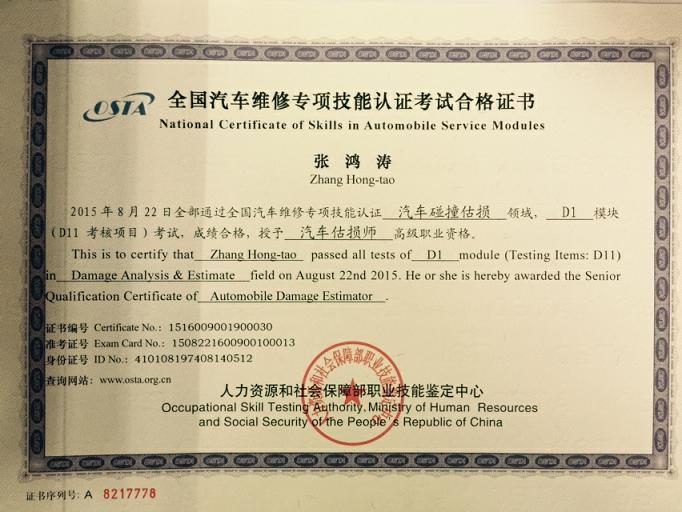 OSTA
全国汽车维修专项技能认证考试合格证书
National Certificate of Skills in Automobile Service Modules
张鸿涛
Zhang Hong-tao
2015年8月22日全部通过全国汽车维修专项技能认证 汽车碰撞估损 领域， D1 模块
（D11 考核项目）考试，成绩合格，授予 汽车估损师 高级职业资格。
This is to certify that Zhang Hong-tao passed all tests of D1 module (Testing Items: D11)
in Damage Analysis & Estimate field on August 22nd 2015. He or she is hereby awarded the Senior
Qualification Certificate of Automobile Damage Estimator .
证书编号 Certificate No.: 1516009001900030
准考证号 Exam Card No.: 1508221600900100013
身份证号 ID No.: 410108197408140512
查询网站: www.osta.org.cn
人力资源和社会保障部职业技能鉴定中心
Occupational Skill Testing Authority, Ministry of Human Resources
and Social Security of the People's Republic of China
证书序列号: A 8217778